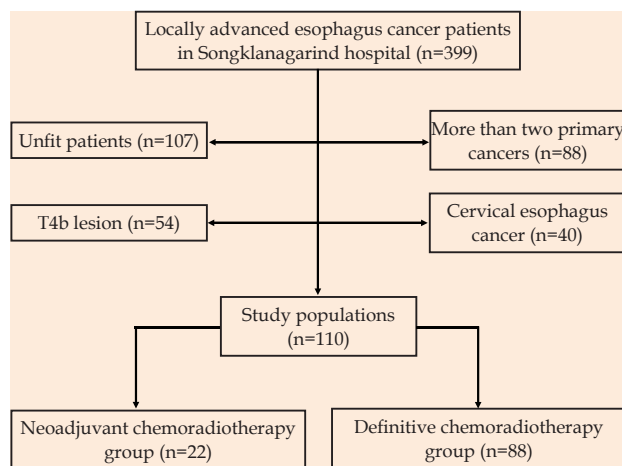 Locally advanced esophagus cancer patients
in Songklanagarind hospital (n=399)
Unfit patients (n=107)
More than two primary
cancers (n=88)
T4b lesion (n=54)
Cervical esophagus
cancer (n=40)
Study populations
(n=110)
Neoadjuvant chemoradiotherapy
group (n=22)
Definitive chemoradiotherapy
group (n=88)